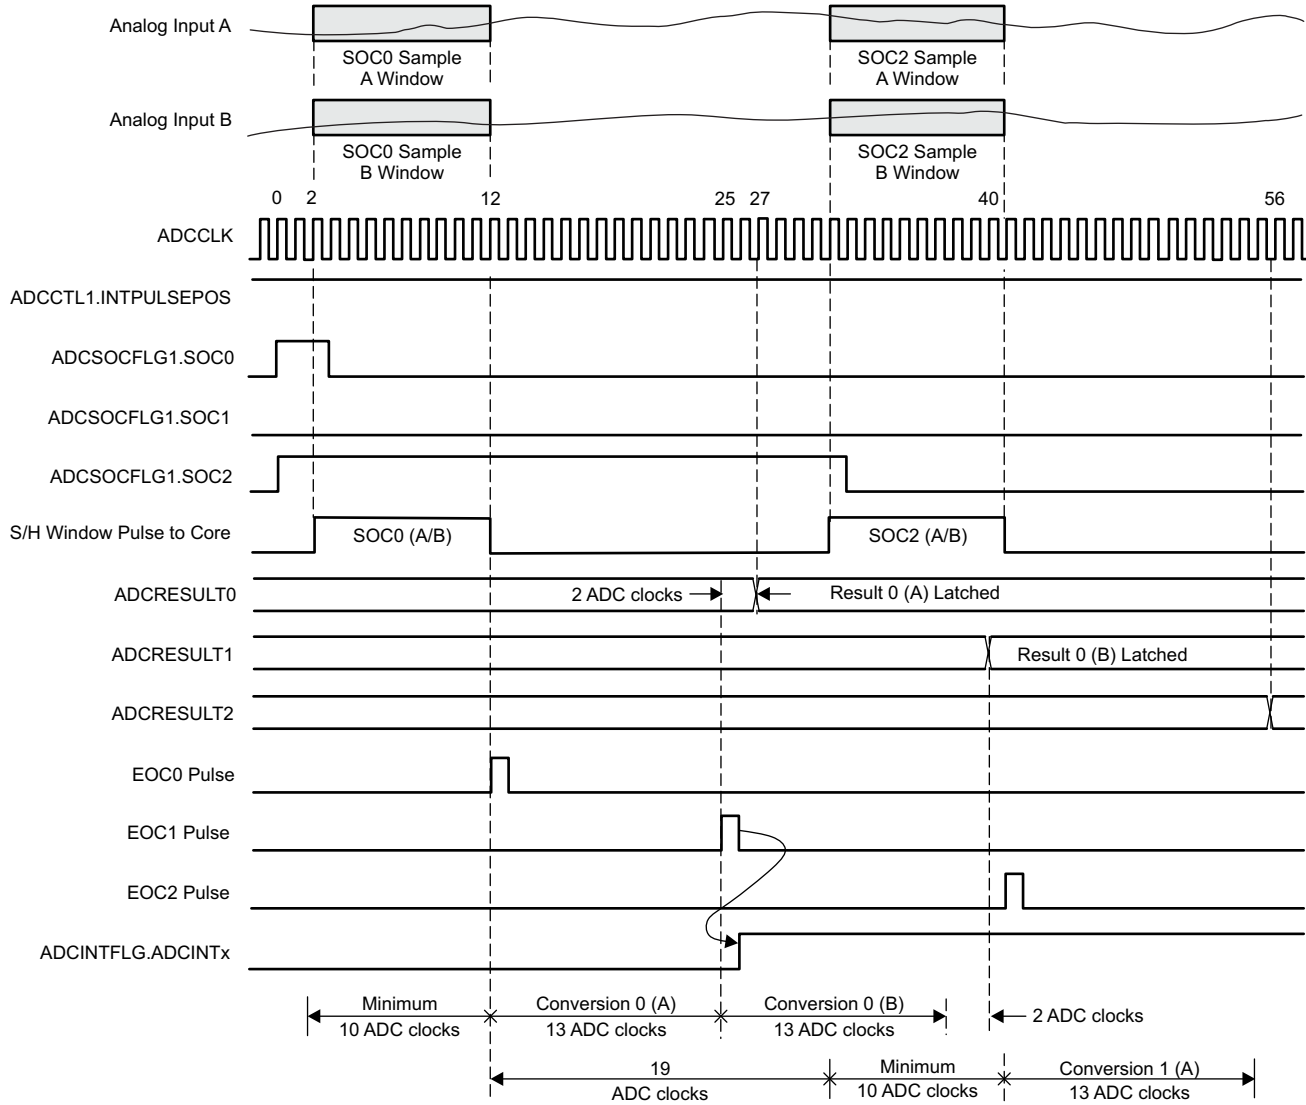 Analog Input A
SOC0 Sample
A Window
SOC2 Sample
A Window
Analog Input B
SOC0 Sample
B Window
SOC2 Sample
B Window
0 2 12 25 27 40 56
ADCCLK
ADCCTL1.INTPULSEPOS
ADCSOCFLG1.SOC0
ADCSOCFLG1.SOC1
ADCSOCFLG1.SOC2
S/H Window Pulse to Core
SOC0 (A/B)
SOC2 (A/B)
ADCRESULT0
2 ADC clocks
Result 0 (A) Latched
ADCRESULT1
Result 0 (B) Latched
ADCRESULT2
EOC0 Pulse
EOC1 Pulse
EOC2 Pulse
ADCINTFLG.ADCINTx
Minimum
10 ADC clocks
Conversion 0 (A)
13 ADC clocks
Conversion 0 (B)
13 ADC clocks
2 ADC clocks
19
ADC clocks
Minimum
10 ADC clocks
Conversion 1 (A)
13 ADC clocks